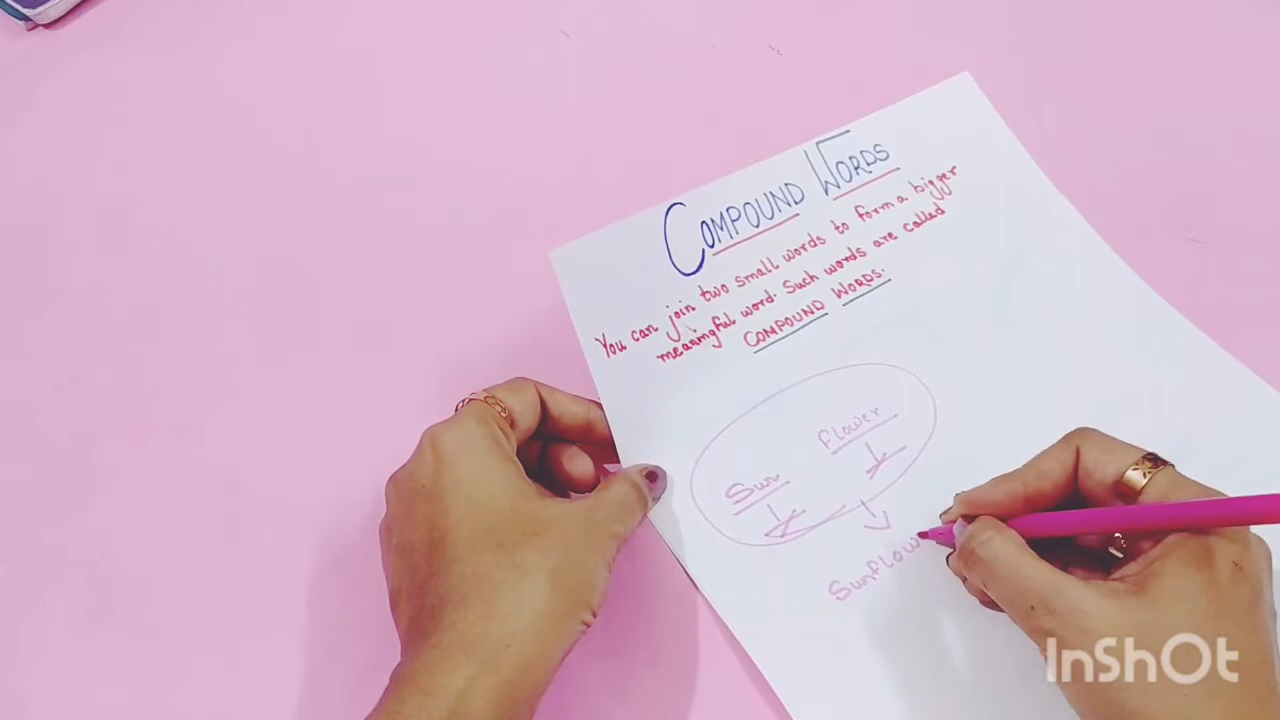 COMPOUND WORDS
You can join two small words to form a bigger
meaningful word. Such words are called
COMPOUND WORDS.
Sun flower
Sunflow
InShOt